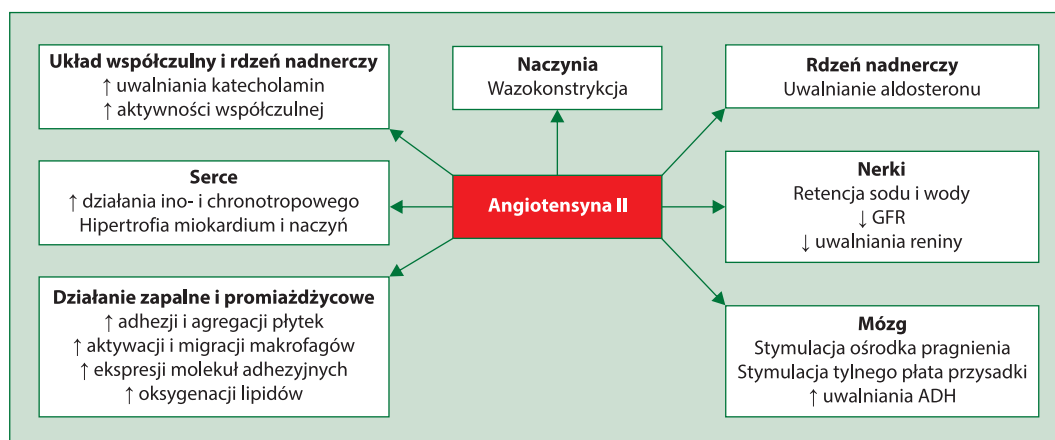 Układ współczulny i rdzeń nadnerczy
↑ uwalniania katecholamin
↑ aktywności współczulnej
Naczynia
Wazokonstrykcja
Rdzeń nadnerczy
Uwalnianie aldosteronu
Serce
↑ działania ino- i chronotropowego
Hipertrofia miokardium i naczyń
Angiotensyna II
Nerki
Retencja sodu i wody
↓ GFR
↓ uwalniania reniny
Działanie zapalne i promiażdżycowe
↑ adhezji i agregacji płytek
↑ aktywacji i migracji makrofagów
↑ ekspresji molekuł adhezyjnych
↑ oksygenacji lipidów
Mózg
Stymulacja ośrodka pragnienia
Stymulacja tylnego płata przysadki
↑ uwalniania ADH